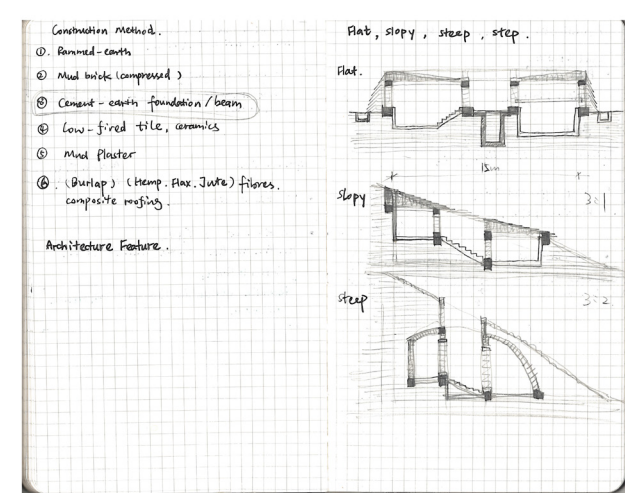 Construction Method.
①. Rammed-earth
② Mud brick (compressed)
③ Cement-earth foundation/beam
④ Low-fired tile, ceramics
⑤ Mud Plaster
⑥. (Burlap) (Hemp. Flax. Jute) fibres.
composite roofing.
Architecture Feature.
Flat, slopy, steep, step.
Flat.
15m
slopy
3:1
steep
3:2